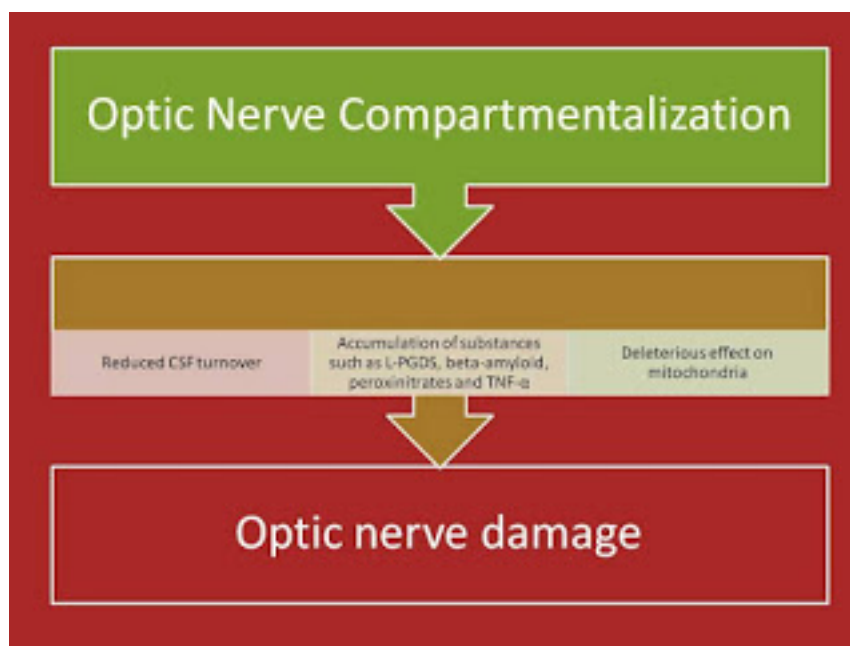 Optic Nerve Compartmentalization
Reduced CSF turnover
Accumulation of substances
such as L-PGDS, beta-amyloid,
peroxinitrates and TNF-α
Deleterious effect on
mitochondria
Optic nerve damage